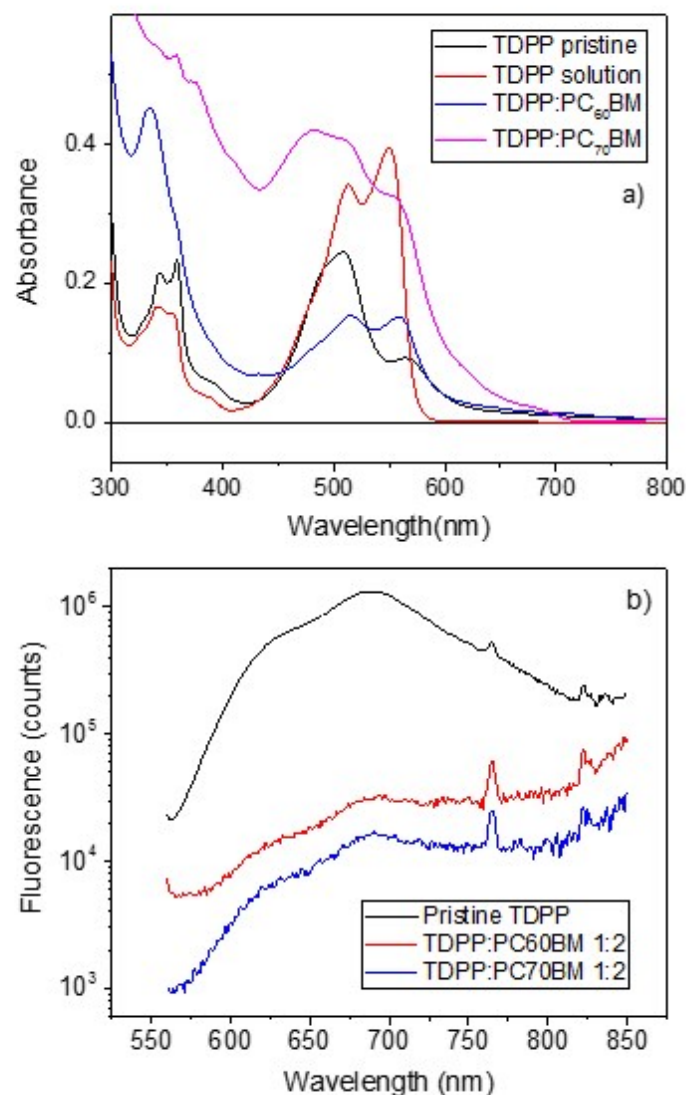 TDPP pristine
TDPP solution
TDPP:PC₆₀BM
TDPP:PC₇₀BM
a)
Absorbance
0.4
0.2
0.0
300 400 500 600 700 800
Wavelength(nm)
b)
Fluorescence (counts)
10⁶
10⁵
10⁴
10³
Pristine TDPP
TDPP:PC60BM 1:2
TDPP:PC70BM 1:2
550 600 650 700 750 800 850
Wavelength (nm)